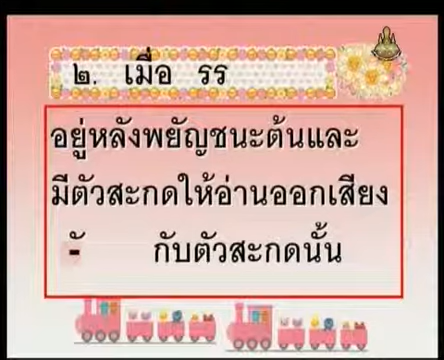 ๒. เมื่อ รร
อยู่หลังพยัญชนะต้นและ
มีตัวสะกดให้อ่านออกเสียง
-ั กับตัวสะกดนั้น